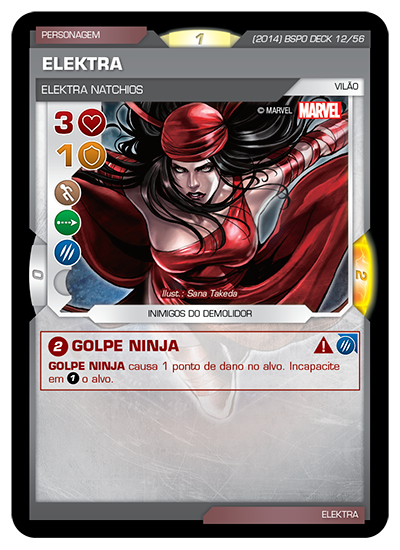 PERSONAGEM
1
(2014) BSPO DECK 12/56
ELEKTRA
ELEKTRA NATCHIOS
VILÃO
3
© MARVEL MARVEL
1
0
2
Ilust.: Sana Takeda
INIMIGOS DO DEMOLIDOR
2 GOLPE NINJA
GOLPE NINJA causa 1 ponto de dano no alvo. Incapacite
em 1 o alvo.
ELEKTRA